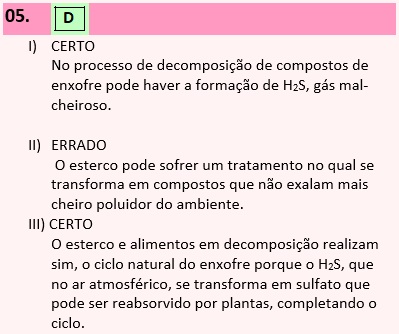 05. D
I) CERTO
No processo de decomposição de compostos de
enxofre pode haver a formação de H₂S, gás mal-
cheiroso.
II) ERRADO
O esterco pode sofrer um tratamento no qual se
transforma em compostos que não exalam mais
cheiro poluidor do ambiente.
III) CERTO
O esterco e alimentos em decomposição realizam
sim, o ciclo natural do enxofre porque o H₂S, que
no ar atmosférico, se transforma em sulfato que
pode ser reabsorvido por plantas, completando o
ciclo.